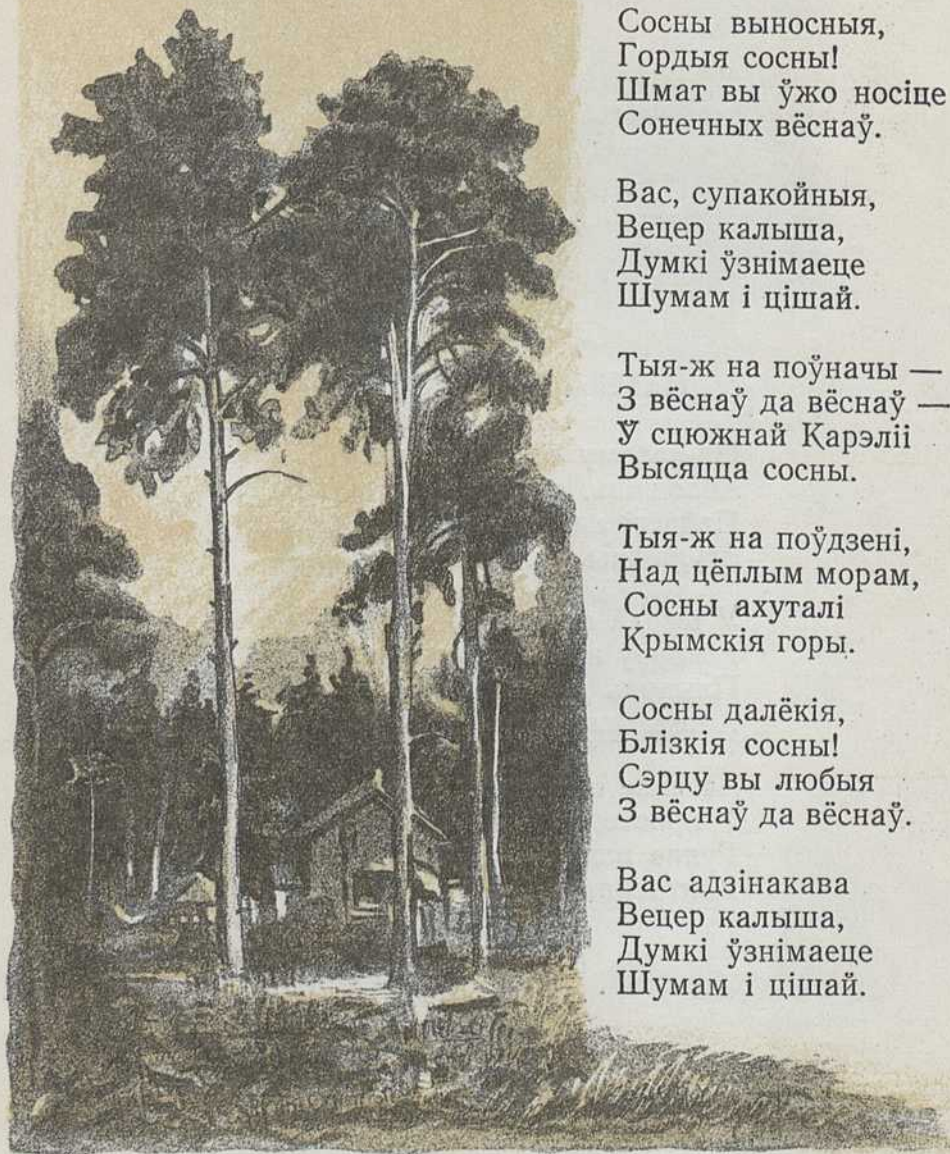 Сосны выносныя,
Гордыя сосны!
Шмат вы ўжо носіце
Сонечных вёснаў.

Вас, супакойныя,
Вецер калыша,
Думкі ўзнімаеце
Шумам і цішай.

Тыя-ж на поўначы —
З вёснаў да вёснаў —
Ў сцюжнай Карэліі
Высяцца сосны.

Тыя-ж на поўдзені,
Над цёплым морам,
Сосны ахуталі
Крымскія горы.

Сосны далёкія,
Блізкія сосны!
Сэрцу вы любыя
З вёснаў да вёснаў.

Вас адзінакава
Вецер калыша,
Думкі ўзнімаеце
Шумам і цішай.